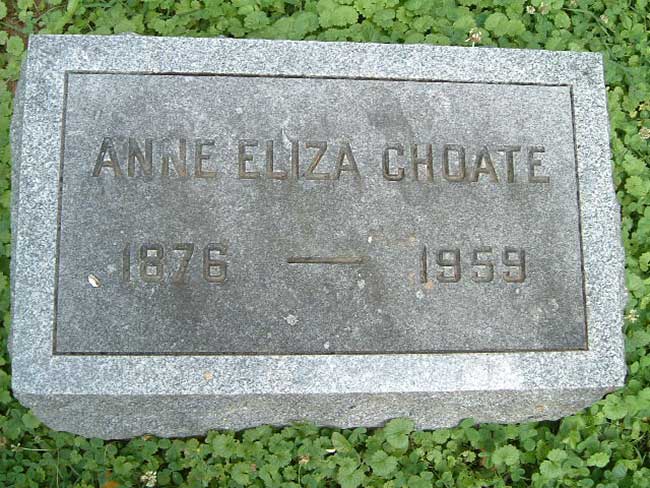 ANNE ELIZA CHOATE
1876 — 1959